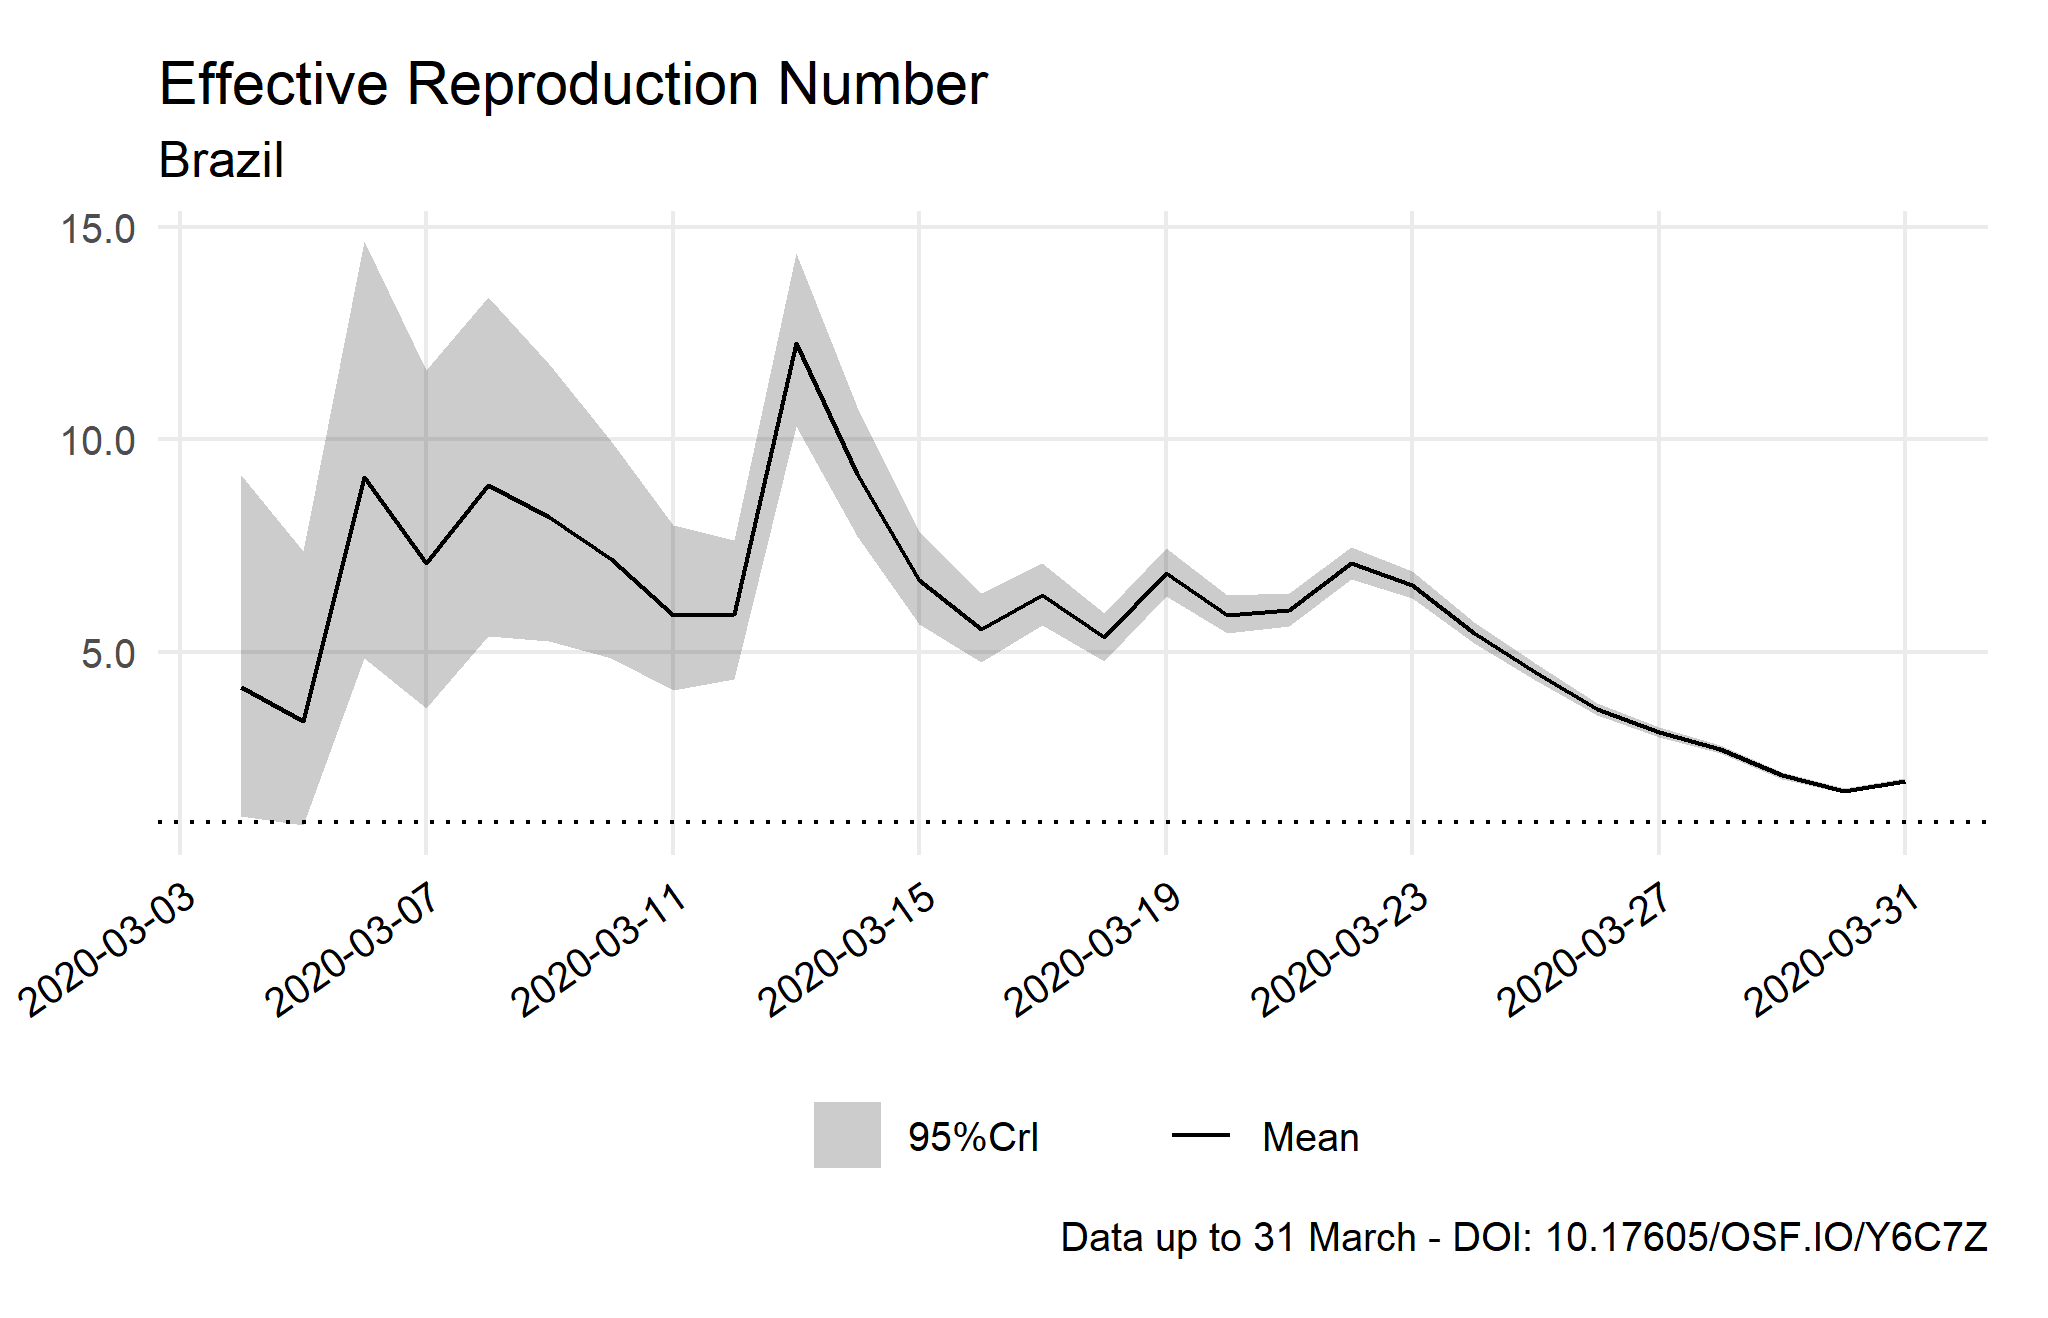 Effective Reproduction Number
Brazil
15.0
10.0
5.0
2020-03-03
2020-03-07
2020-03-11
2020-03-15
2020-03-19
2020-03-23
2020-03-27
2020-03-31
95%CrI
Mean
Data up to 31 March - DOI: 10.17605/OSF.IO/Y6C7Z